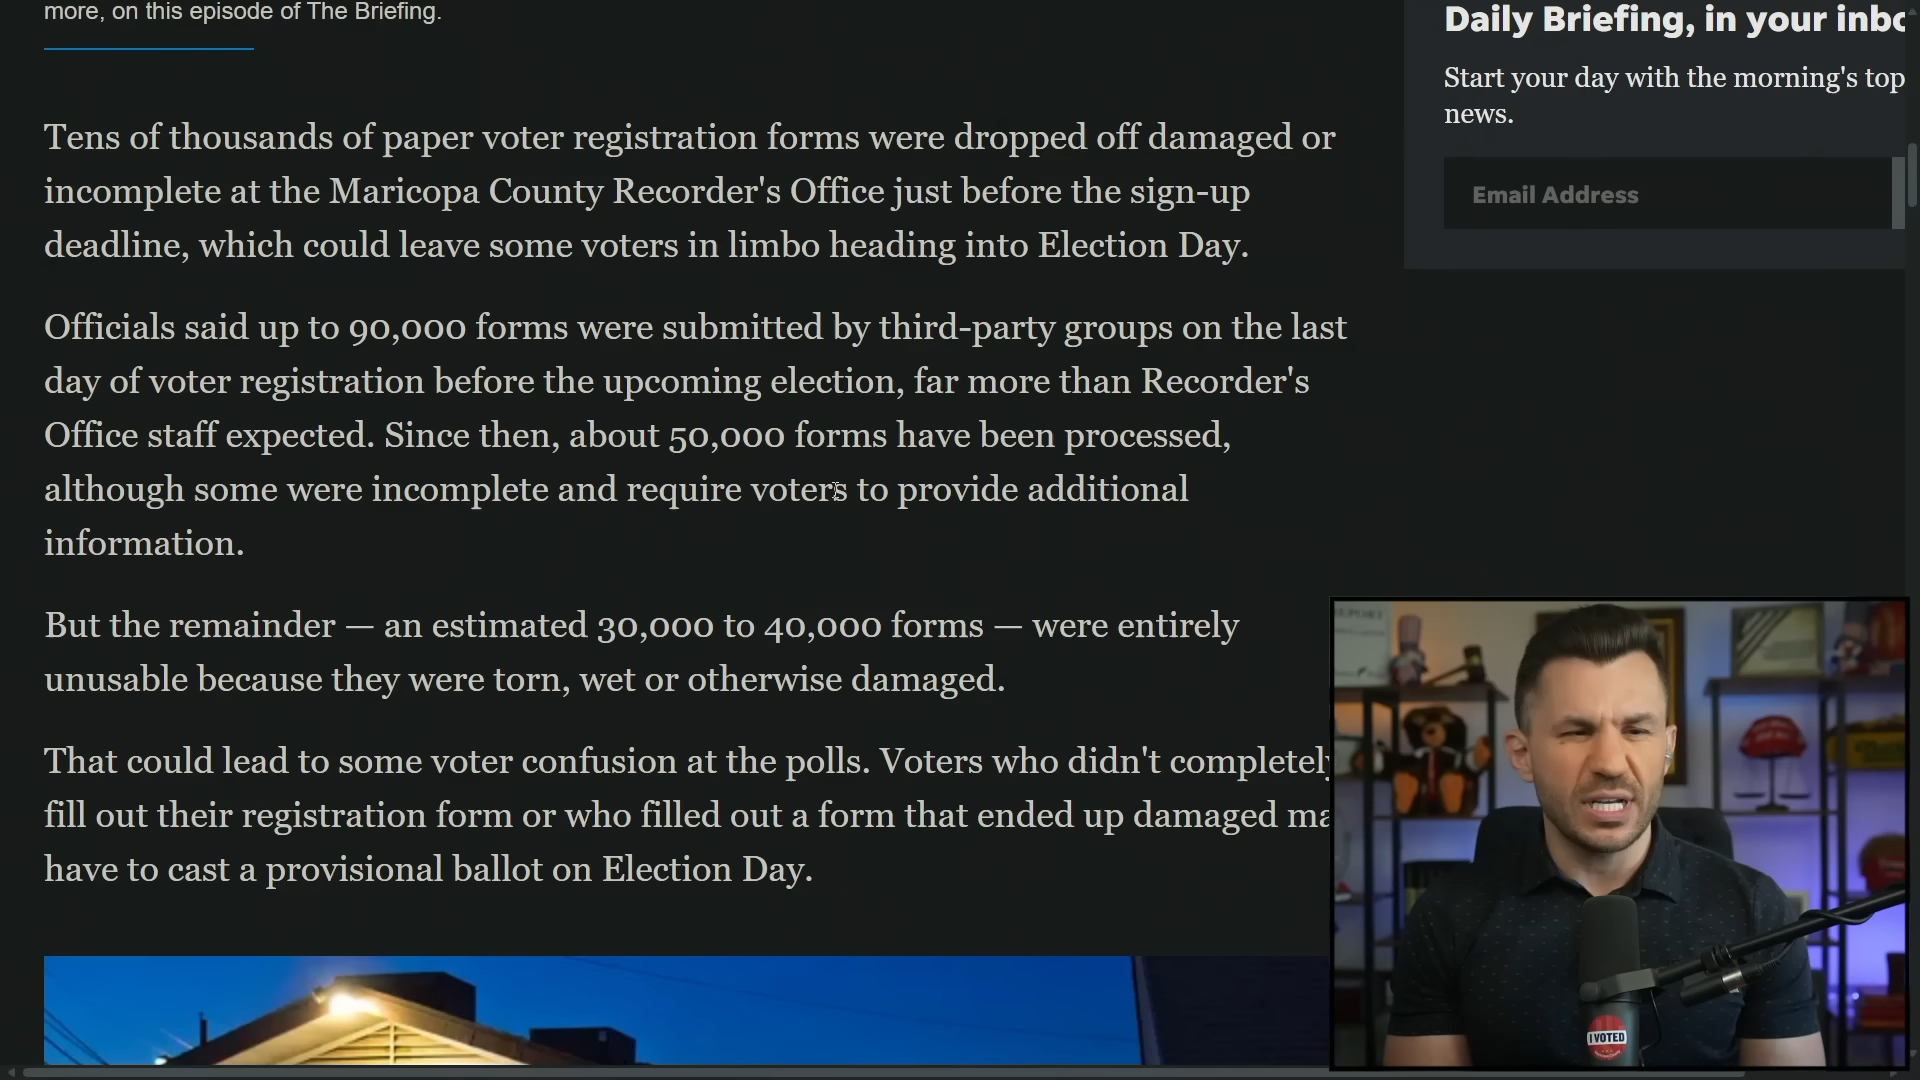 more, on this episode of The Briefing.
Tens of thousands of paper voter registration forms were dropped off damaged or
incomplete at the Maricopa County Recorder's Office just before the sign-up
deadline, which could leave some voters in limbo heading into Election Day.
Officials said up to 90,000 forms were submitted by third-party groups on the last
day of voter registration before the upcoming election, far more than Recorder's
Office staff expected. Since then, about 50,000 forms have been processed,
although some were incomplete and require voters to provide additional
information.
But the remainder — an estimated 30,000 to 40,000 forms — were entirely
unusable because they were torn, wet or otherwise damaged.
That could lead to some voter confusion at the polls. Voters who didn't completely
fill out their registration form or who filled out a form that ended up damaged ma
have to cast a provisional ballot on Election Day.
Daily Briefing, in your inbo
Start your day with the morning's top
news.
Email Address
I VOTED